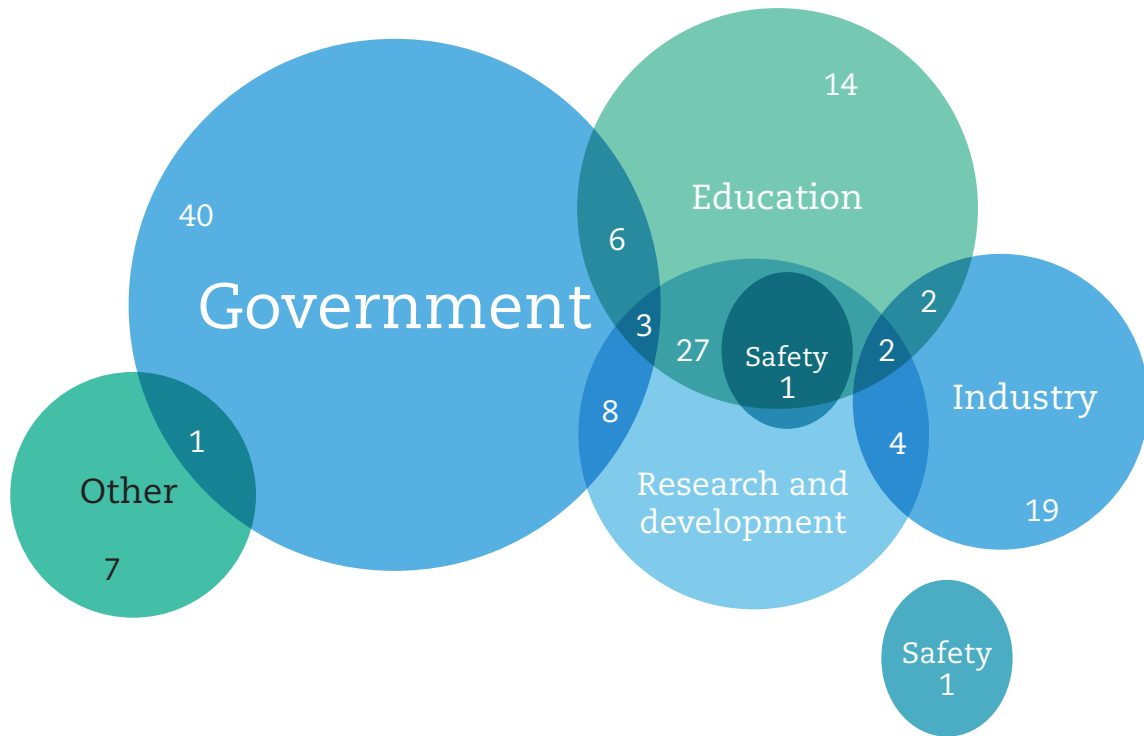 14
Education
40
6
Government
2
3
27
Safety
1
2
8
Industry
4
1
Other
Research and
development
19
7
Safety
1